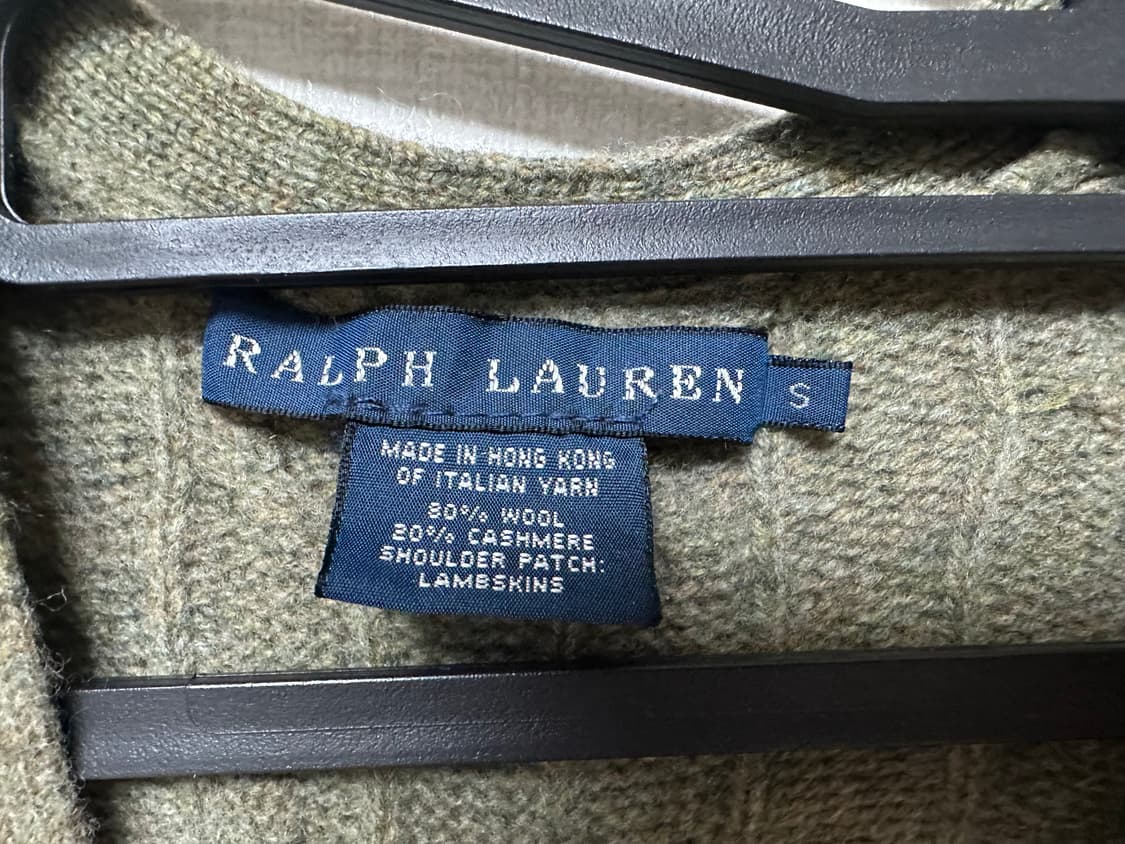 RALPH LAUREN
S
MADE IN HONG KONG
OF ITALIAN YARN
80% WOOL
20% CASHMERE
SHOULDER PATCH:
LAMBSKINS